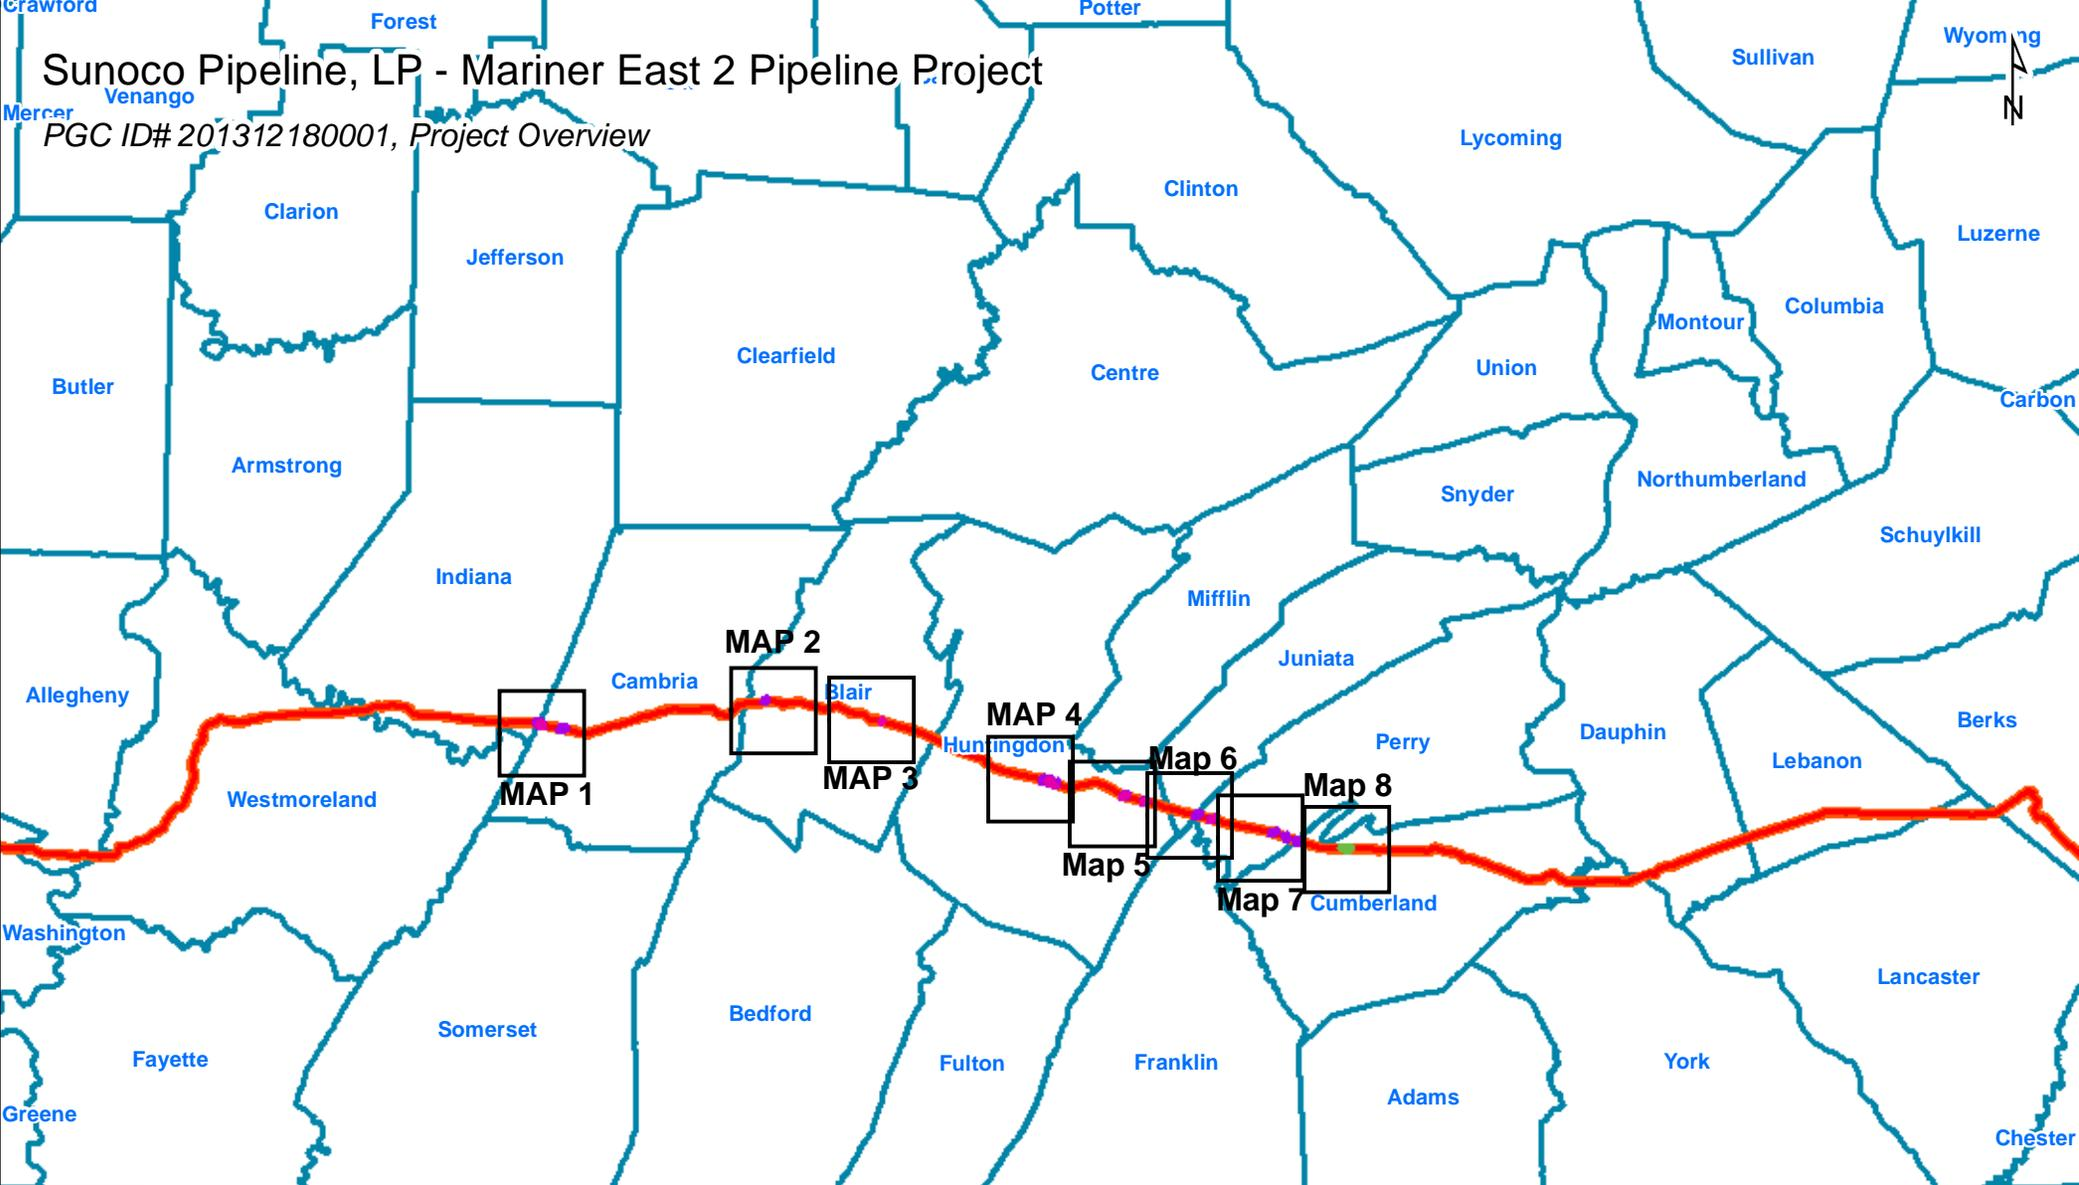 Crawford
Forest
Potter
Sullivan
Wyoming
Sunoco Pipeline, LP - Mariner East 2 Pipeline Project
Venango
Mercer
N
PGC ID# 201312180001, Project Overview
Lycoming
Clinton
Clarion
Luzerne
Jefferson
Columbia
Montour
Clearfield
Centre
Union
Butler
Carbon
Armstrong
Northumberland
Snyder
Schuylkill
Indiana
Mifflin
MAP 2
Juniata
Cambria
Blair
Allegheny
MAP 4
Berks
Dauphin
Perry
Huntingdon
Map 6
Lebanon
MAP 3
Map 8
MAP 1
Westmoreland
Map 5
Map 7
Cumberland
Washington
Lancaster
Bedford
Somerset
Fayette
Fulton
Franklin
York
Adams
Greene
Chester